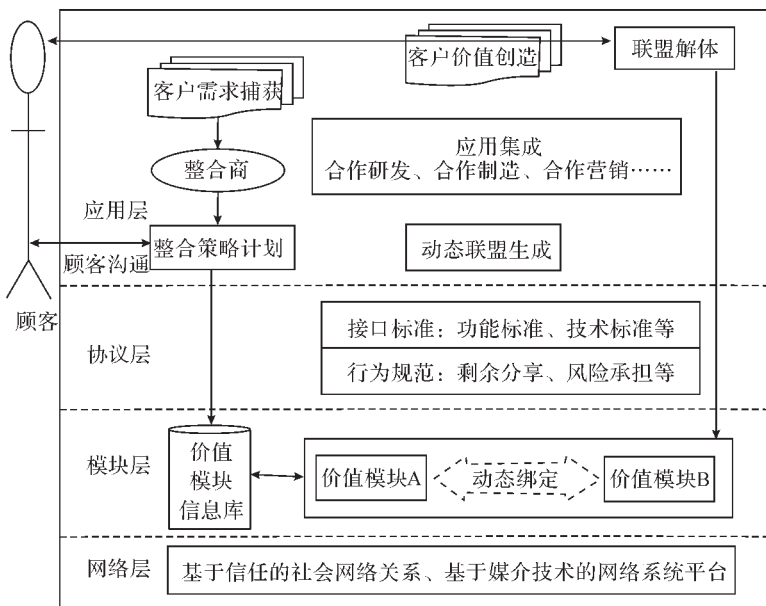 客户价值创造
联盟解体
客户需求捕获
应用集成
合作研发、合作制造、合作营销……
整合商
应用层
整合策略计划
动态联盟生成
顾客沟通
顾客
接口标准：功能标准、技术标准等
协议层
行为规范：剩余分享、风险承担等
模块层
价值
模块
信息库
价值模块A
动态绑定
价值模块B
网络层
基于信任的社会网络关系、基于媒介技术的网络系统平台